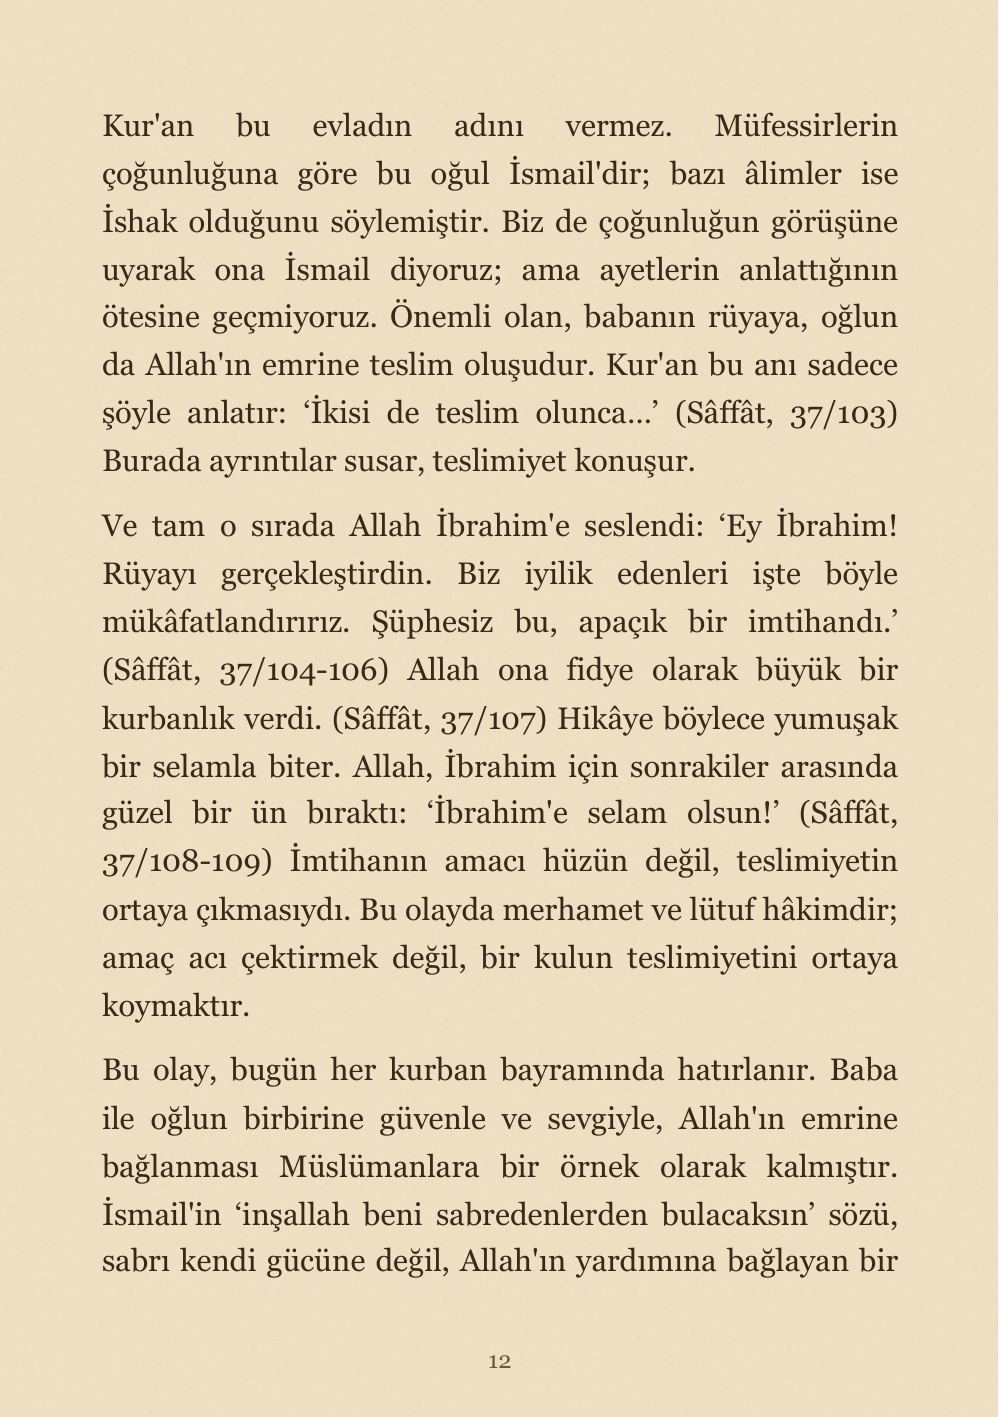 Kur'an bu evladın adını vermez. Müfessirlerin
çoğunluğuna göre bu oğul İsmail'dir; bazı âlimler ise
İshak olduğunu söylemiştir. Biz de çoğunluğun görüşüne
uyarak ona İsmail diyoruz; ama ayetlerin anlattığının
ötesine geçmiyoruz. Önemli olan, babanın rüyaya, oğlun
da Allah'ın emrine teslim oluşudur. Kur'an bu anı sadece
şöyle anlatır: ‘İkisi de teslim olunca...’ (Sâffât, 37/103)
Burada ayrıntılar susar, teslimiyet konuşur.
Ve tam o sırada Allah İbrahim'e seslendi: ‘Ey İbrahim!
Rüyayı gerçekleştirdin. Biz iyilik edenleri işte böyle
mükâfatlandırırız. Şüphesiz bu, apaçık bir imtihandı.’
(Sâffât, 37/104-106) Allah ona fidye olarak büyük bir
kurbanlık verdi. (Sâffât, 37/107) Hikâye böylece yumuşak
bir selamla biter. Allah, İbrahim için sonrakiler arasında
güzel bir ün bıraktı: ‘İbrahim'e selam olsun!’ (Sâffât,
37/108-109) İmtihanın amacı hüzün değil, teslimiyetin
ortaya çıkmasıydı. Bu olayda merhamet ve lütuf hâkimdir;
amaç acı çektirmek değil, bir kulun teslimiyetini ortaya
koymaktır.
Bu olay, bugün her kurban bayramında hatırlanır. Baba
ile oğlun birbirine güvenle ve sevgiyle, Allah'ın emrine
bağlanması Müslümanlara bir örnek olarak kalmıştır.
İsmail'in ‘inşallah beni sabredenlerden bulacaksın’ sözü,
sabrı kendi gücüne değil, Allah'ın yardımına bağlayan bir
12